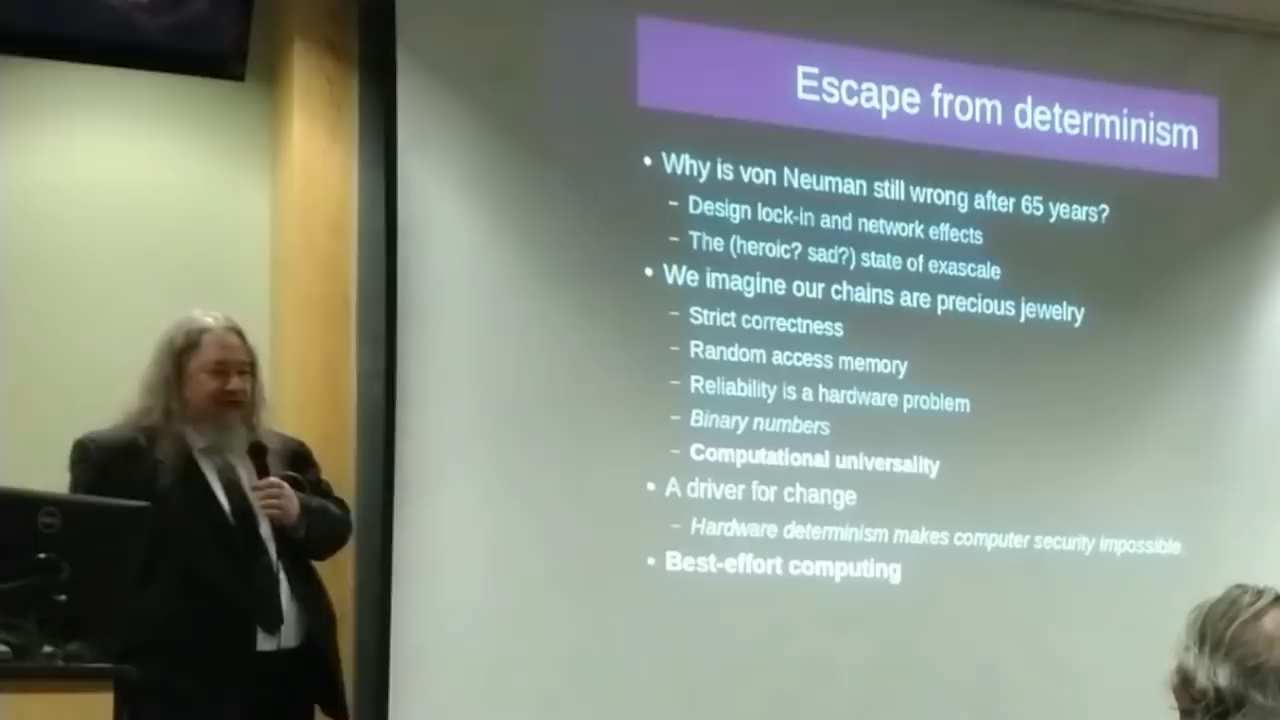 Escape from determinism
• Why is von Neuman still wrong after 65 years?
– Design lock-in and network effects
– The (heroic? sad?) state of exascale
• We imagine our chains are precious jewelry
– Strict correctness
– Random access memory
– Reliability is a hardware problem
– Binary numbers
– Computational universality
• A driver for change
– Hardware determinism makes computer security impossible
• Best-effort computing
DELL